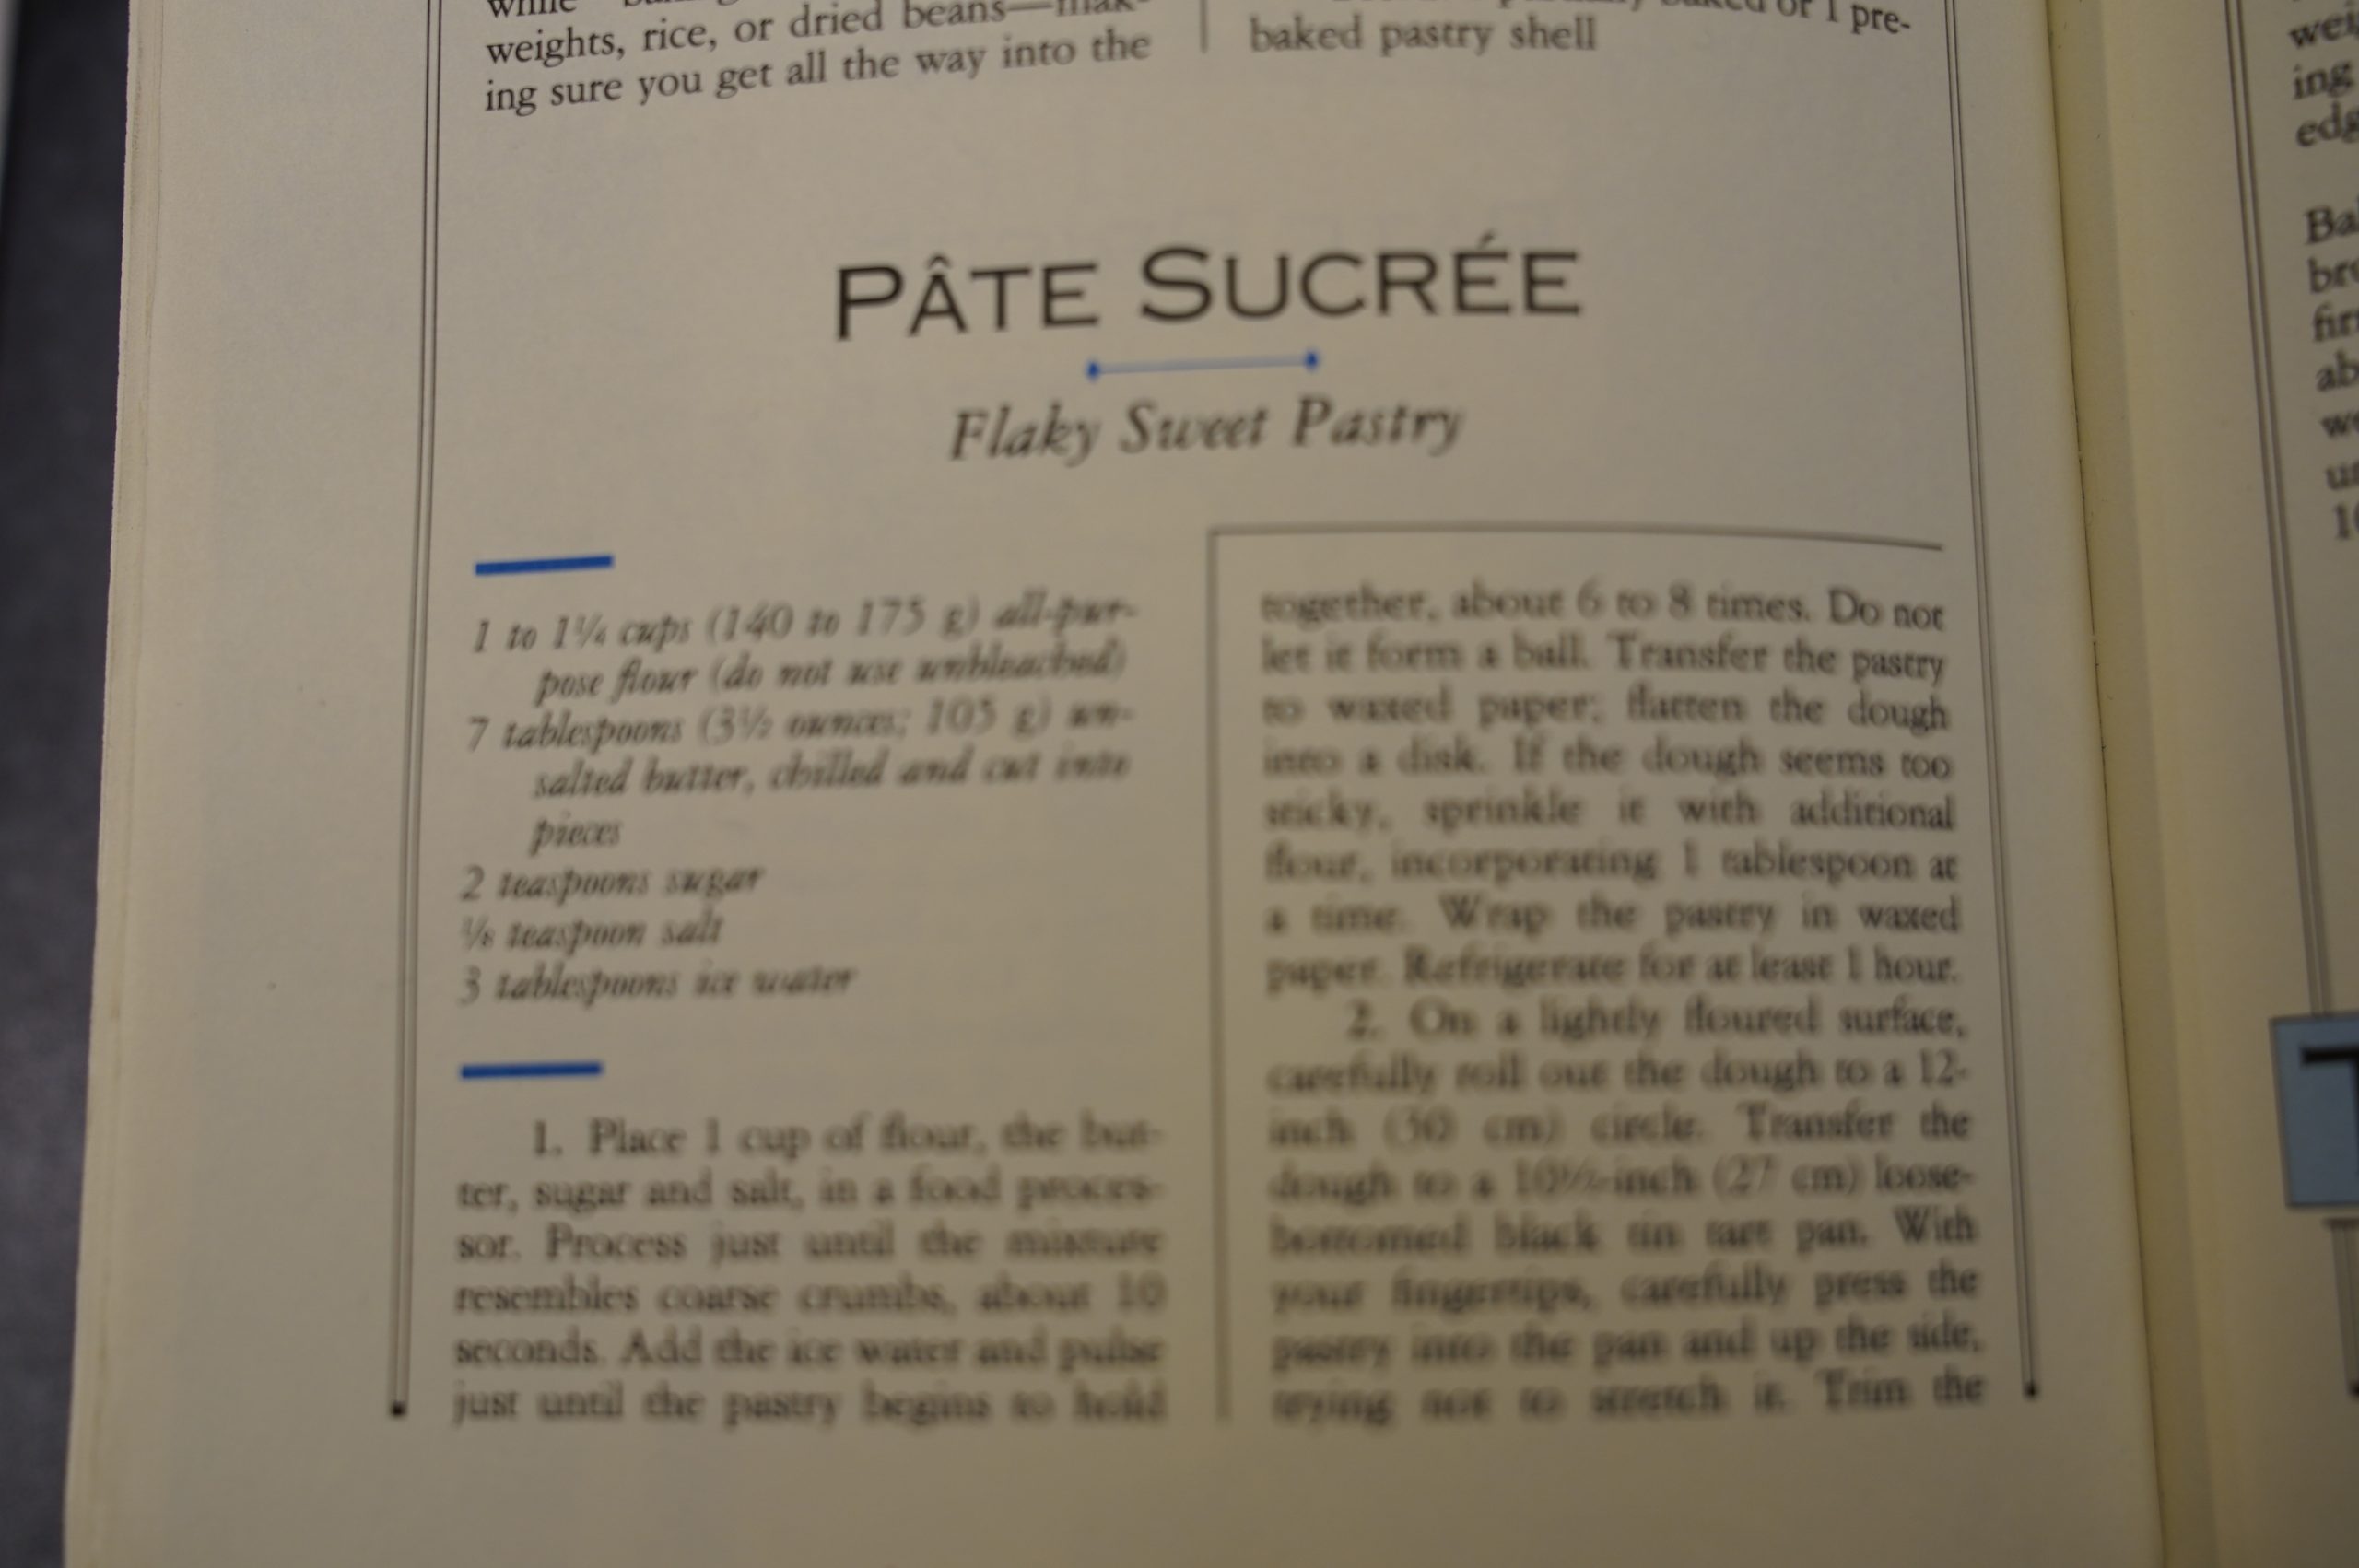 weights, rice, or dried beans—mak-
ing sure you get all the way into the
baked or 1 pre-
baked pastry shell
PÂTE SUCRÉE
Flaky Sweet Pastry
1 to 1¼ cups (140 to 175 g) all-pur-
pose flour (do not use unbleached)
7 tablespoons (3½ ounces; 105 g) un-
salted butter, chilled and cut into
pieces
2 teaspoons sugar
⅛ teaspoon salt
3 tablespoons ice water
1. Place 1 cup of flour, the but-
ter, sugar and salt, in a food proces-
sor. Process just until the mixture
resembles coarse crumbs, about 10
seconds. Add the ice water and pulse
just until the pastry begins to hold
together, about 6 to 8 times. Do not
let it form a ball. Transfer the pastry
to waxed paper; flatten the dough
into a disk. If the dough seems too
sticky, sprinkle it with additional
flour, incorporating 1 tablespoon at
a time. Wrap the pastry in waxed
paper. Refrigerate for at least 1 hour.
2. On a lightly floured surface,
carefully roll out the dough to a 12-
inch (30 cm) circle. Transfer the
dough to a 10½-inch (27 cm) loose-
bottomed black tin tart pan. With
your fingertips, carefully press the
pastry into the pan and up the side,
trying not to stretch it. Trim the